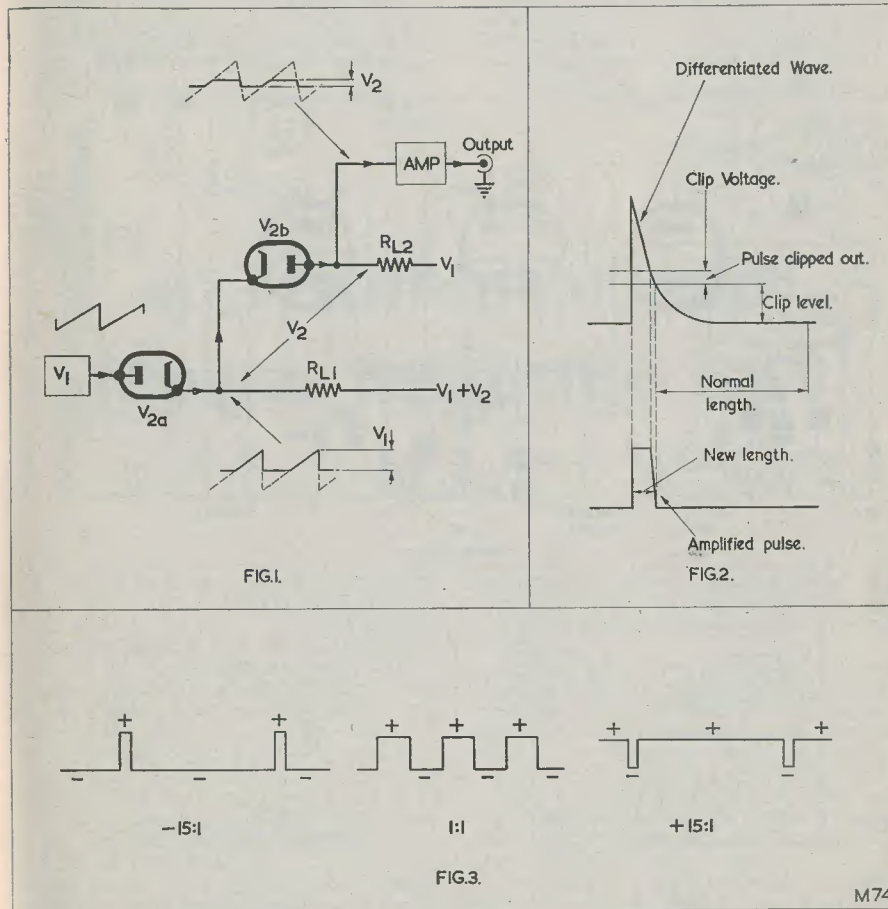 V2
Output
AMP
V2b
RL2
V1
V2
V1
V2a
RL1
V1+V2
V1
FIG.1.
Differentiated Wave.
Clip Voltage.
Pulse clipped out.
Clip level.
Normal
length.
New length.
Amplified pulse.
FIG.2.
+ +
- - -
-15:1
+ + +
- - -
1:1
+ + +
- -
+15:1
FIG.3.
M74